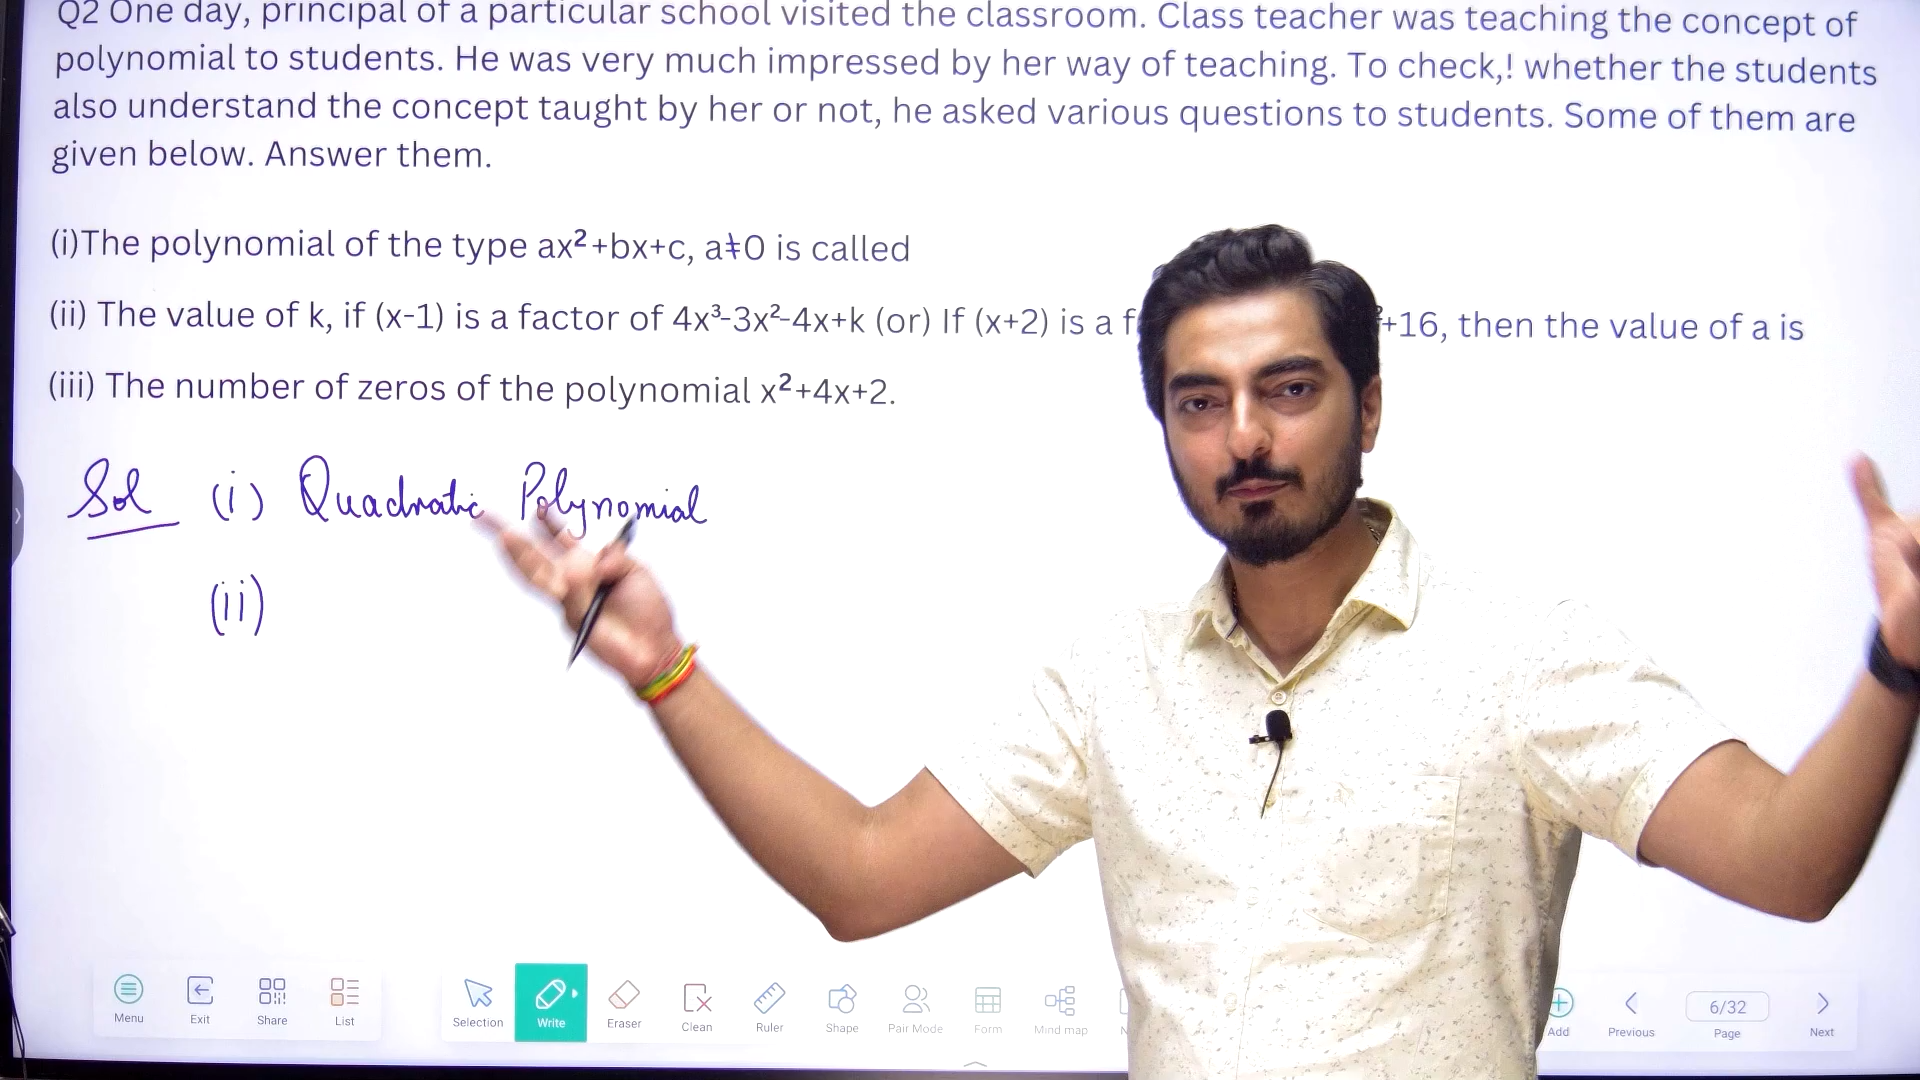 Q2 One day, principal of a particular school visited the classroom. Class teacher was teaching the concept of
polynomial to students. He was very much impressed by her way of teaching. To check,! whether the students
also understand the concept taught by her or not, he asked various questions to students. Some of them are
given below. Answer them.
(i)The polynomial of the type ax²+bx+c, a≠0 is called
(ii) The value of k, if (x-1) is a factor of 4x³-3x²-4x+k (or) If (x+2) is a +16, then the value of a is
(iii) The number of zeros of the polynomial x²+4x+2.
Sol (i) Quadratic Polynomial
(ii)
Menu Exit Share List Selection Write Eraser Clean Ruler Shape Pair Mode Form Mind map Add Previous 6/32 Page Next